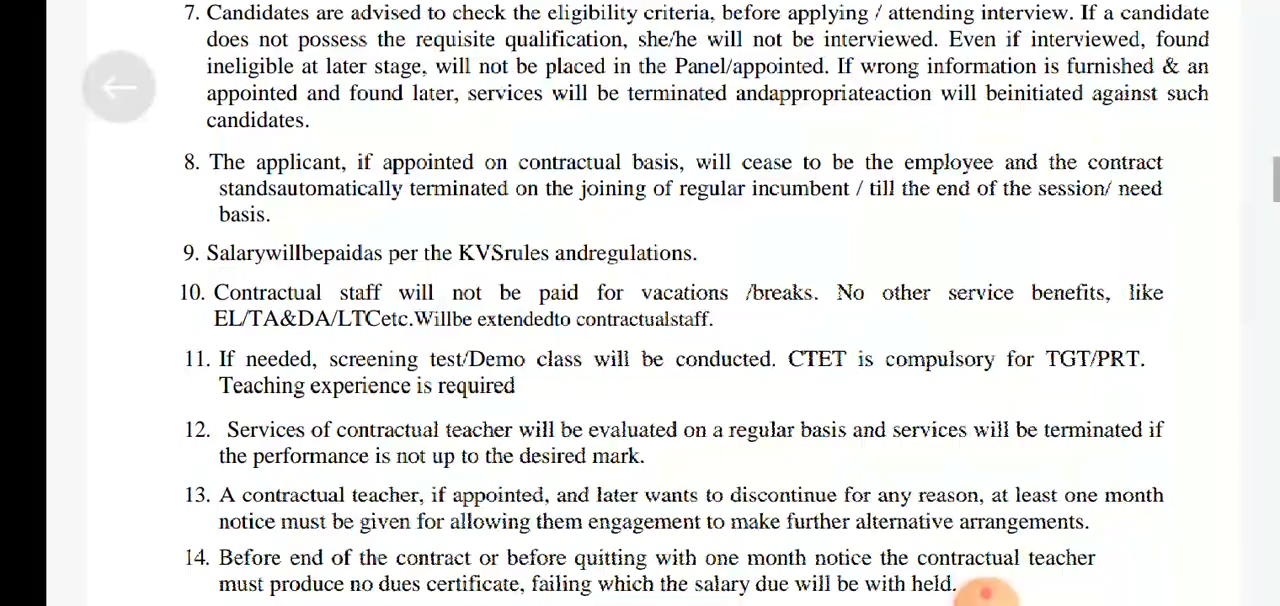 7. Candidates are advised to check the eligibility criteria, before applying / attending interview. If a candidate
does not possess the requisite qualification, she/he will not be interviewed. Even if interviewed, found
ineligible at later stage, will not be placed in the Panel/appointed. If wrong information is furnished & an
appointed and found later, services will be terminated andappropriateaction will beinitiated against such
candidates.
8. The applicant, if appointed on contractual basis, will cease to be the employee and the contract
standsautomatically terminated on the joining of regular incumbent / till the end of the session/ need
basis.
9. Salarywillbepaidas per the KVSrules andregulations.
10. Contractual staff will not be paid for vacations /breaks. No other service benefits, like
EL/TA&DA/LTCetc.Willbe extendedto contractualstaff.
11. If needed, screening test/Demo class will be conducted. CTET is compulsory for TGT/PRT.
Teaching experience is required
12. Services of contractual teacher will be evaluated on a regular basis and services will be terminated if
the performance is not up to the desired mark.
13. A contractual teacher, if appointed, and later wants to discontinue for any reason, at least one month
notice must be given for allowing them engagement to make further alternative arrangements.
14. Before end of the contract or before quitting with one month notice the contractual teacher
must produce no dues certificate, failing which the salary due will be with held.